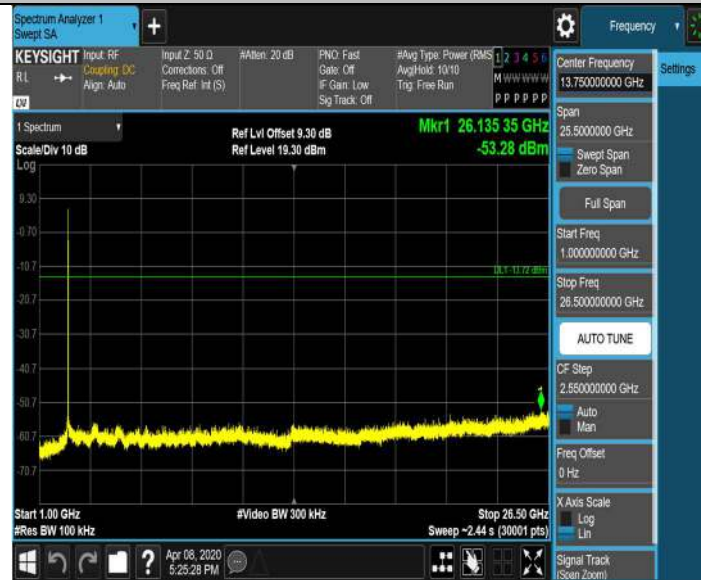 Spectrum Analyzer 1
Swept SA
+
Frequency
KEYSIGHT
RL
Input: RF
Coupling: DC
Align: Auto
Input Z: 50 Ω
Corrections: Off
Freq Ref: Int (S)
#Atten: 20 dB
PNO: Fast
Gate: Off
IF Gain: Low
Sig Track: Off
#Avg Type: Power (RMS
Avg|Hold: 10/10
Trig: Free Run
1 2 3 4 5 6
M W W W W W
P P P P P P
1 Spectrum
Scale/Div 10 dB
Log
Ref Lvl Offset 9.30 dB
Ref Level 19.30 dBm
Mkr1 26.135 35 GHz
-53.28 dBm
9.30
-0.70
-10.7
-20.7
-30.7
-40.7
-50.7
-60.7
-70.7
DL1 -13.72 dBm
Start 1.00 GHz
#Res BW 100 kHz
#Video BW 300 kHz
Stop 26.50 GHz
Sweep ~2.44 s (30001 pts)
?
Apr 08, 2020
5:25:28 PM
Center Frequency
13.750000000 GHz
Settings
Span
25.5000000 GHz
Swept Span
Zero Span
Full Span
Start Freq
1.000000000 GHz
Stop Freq
26.500000000 GHz
AUTO TUNE
CF Step
2.550000000 GHz
Auto
Man
Freq Offset
0 Hz
X Axis Scale
Log
Lin
Signal Track
(Span Zoom)